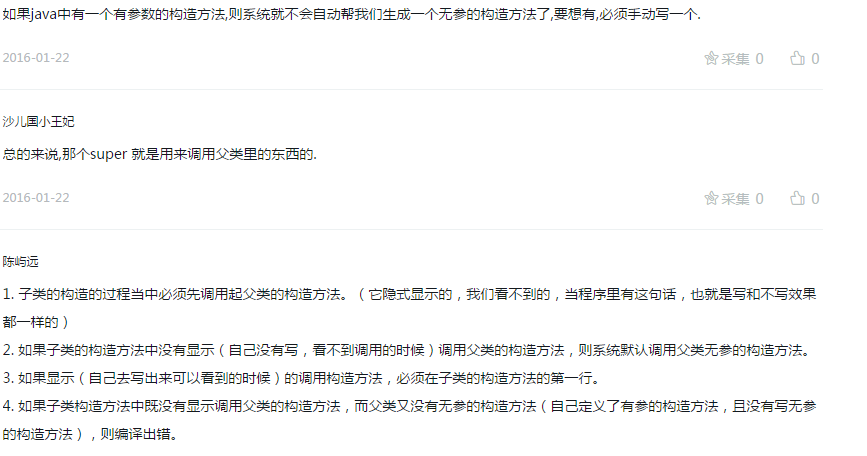 如果java中有一个有参数的构造方法,则系统就不会自动帮我们生成一个无参的构造方法了,要想有,必须手动写一个.
2016-01-22 采集 0 0
沙儿国小王妃
总的来说,那个super 就是用来调用父类里的东西的.
2016-01-22 采集 0 0
陈屿远
1. 子类的构造的过程当中必须先调用起父类的构造方法。（它隐式显示的，我们看不到的，当程序里有这句话，也就是写和不写效果
都一样的）
2. 如果子类的构造方法中没有显示（自己没有写，看不到调用的时候）调用父类的构造方法，则系统默认调用父类无参的构造方法。
3. 如果显示（自己去写出来可以看到的时候）的调用构造方法，必须在子类的构造方法的第一行。
4. 如果子类构造方法中既没有显示调用父类的构造方法，而父类又没有无参的构造方法（自己定义了有参的构造方法，且没有写无参
的构造方法），则编译出错。